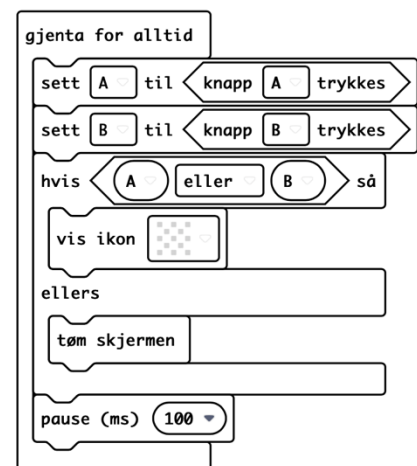 gjenta for alltid
sett A til knapp A trykkes
sett B til knapp B trykkes
hvis A eller B så
vis ikon
ellers
tøm skjermen
pause (ms) 100